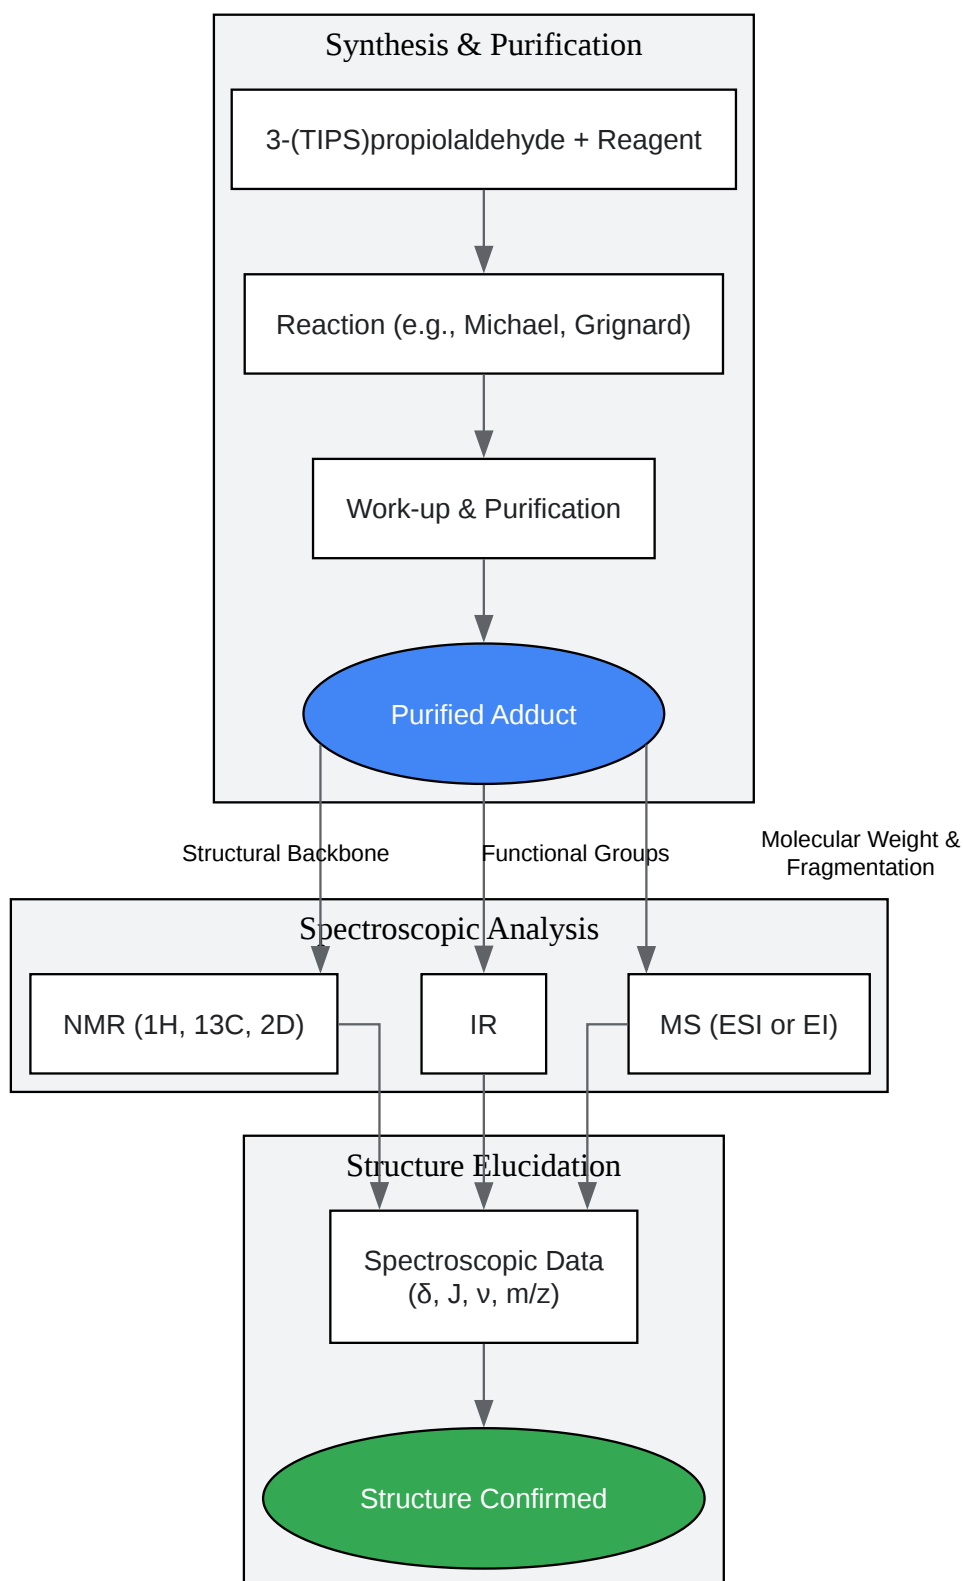 Synthesis & Purification
3-(TIPS)propiolaldehyde + Reagent
Reaction (e.g., Michael, Grignard)
Work-up & Purification
Purified Adduct
Structural Backbone
Functional Groups
Molecular Weight &
Fragmentation
Spectroscopic Analysis
NMR (1H, 13C, 2D)
IR
MS (ESI or EI)
Structure Elucidation
Spectroscopic Data
(δ, J, ν, m/z)
Structure Confirmed